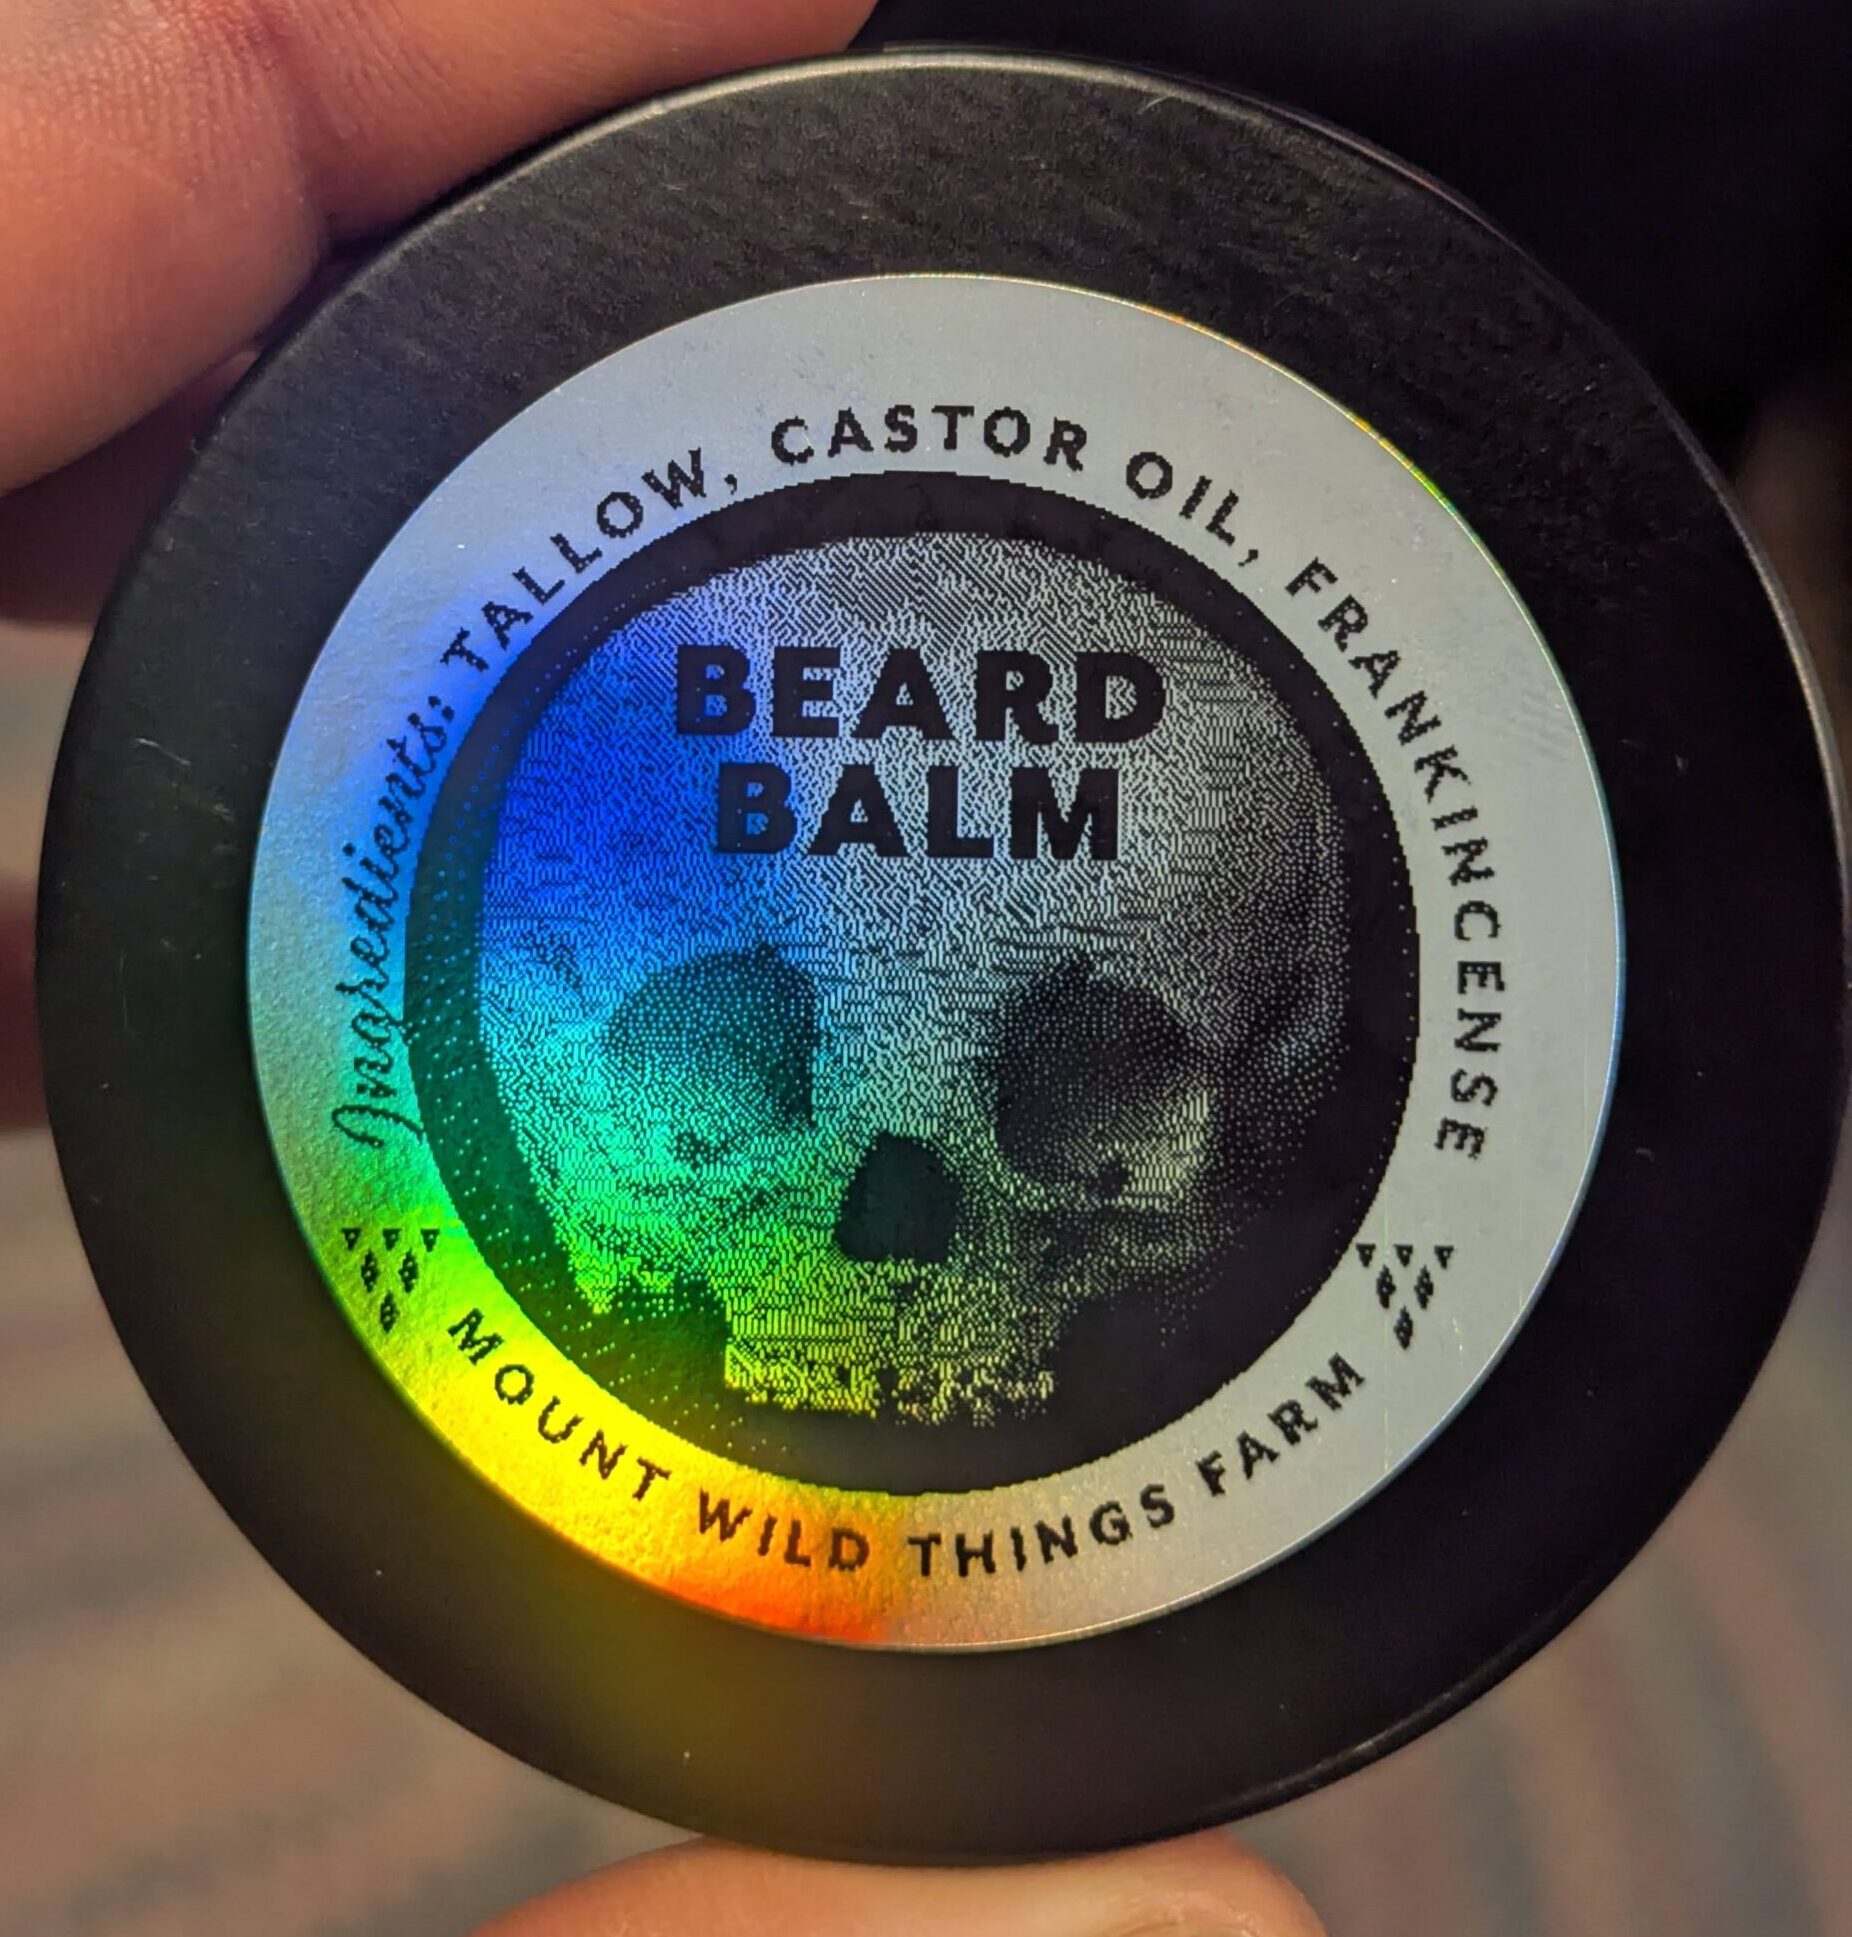 Ingredients: TALLOW, CASTOR OIL, FRANKINCENSE
BEARD
BALM
MOUNT WILD THINGS FARM